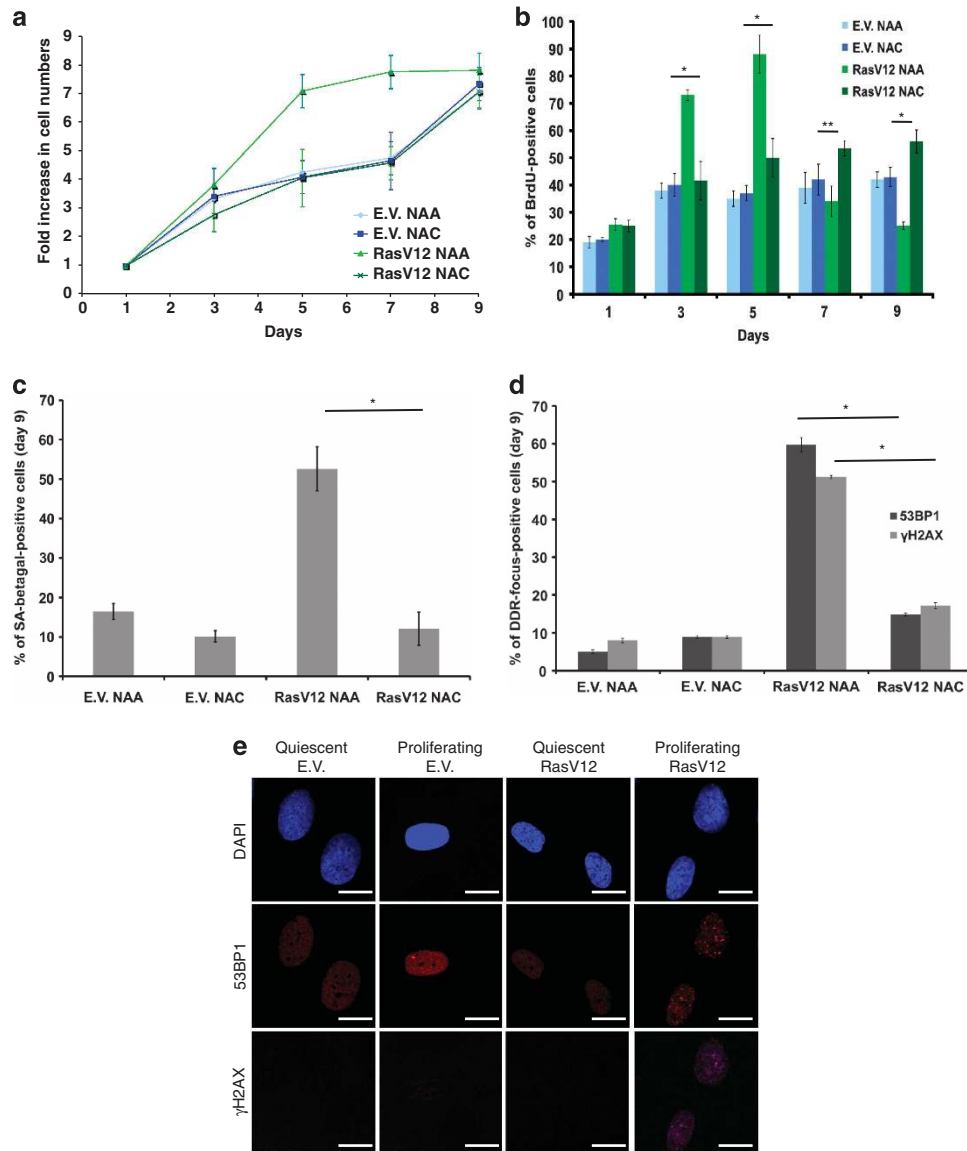 a
Fold increase in cell numbers
9
8
7
6
5
4
3
2
1
0
0 1 2 3 4 5 6 7 8 9
Days
E.V. NAA
E.V. NAC
RasV12 NAA
RasV12 NAC
b
% of BrdU-positive cells
100
90
80
70
60
50
40
30
20
10
0
* * ** *
1 3 5 7 9
Days
E.V. NAA
E.V. NAC
RasV12 NAA
RasV12 NAC
c
% of SA-betagal-positive cells (day 9)
70
60
50
40
30
20
10
0
*
E.V. NAA E.V. NAC RasV12 NAA RasV12 NAC
d
% of DDR-focus-positive cells (day 9)
70
60
50
40
30
20
10
0
*
*
53BP1
γH2AX
E.V. NAA E.V. NAC RasV12 NAA RasV12 NAC
e
Quiescent Proliferating Quiescent Proliferating
E.V. E.V. RasV12 RasV12
DAPI
53BP1
γH2AX